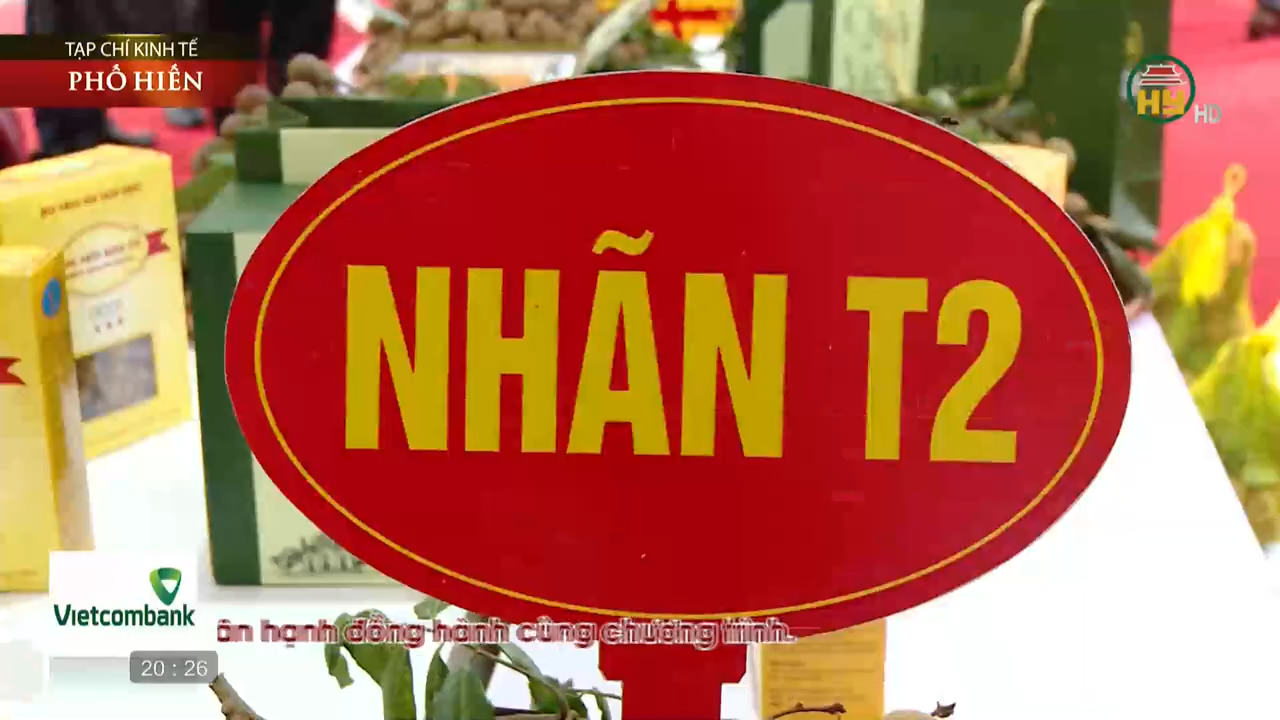 TẠP CHÍ KINH TẾ
PHỐ HIẾN
HY HD
NHÃN T2
Vietcombank
ân hạnh đồng hành cùng chương trình.
20 : 26